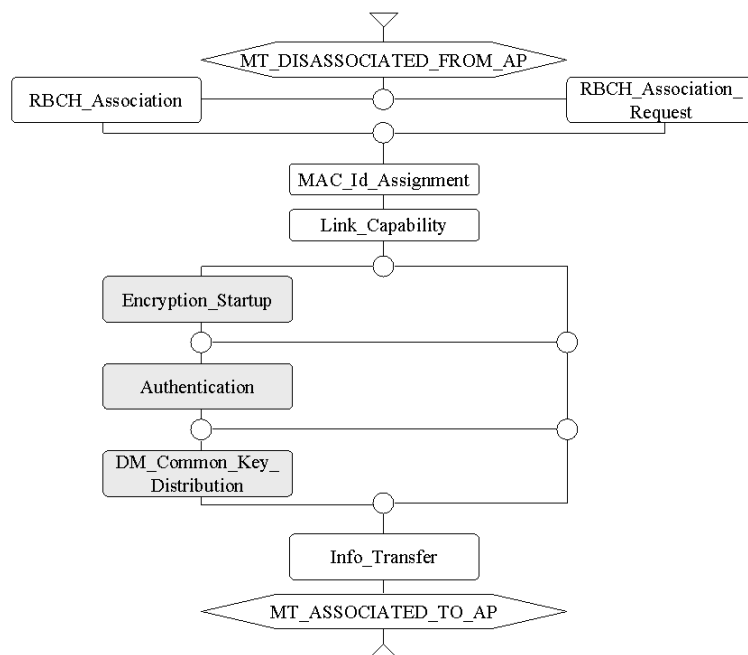 MT_DISASSOCIATED_FROM_AP
RBCH_Association
RBCH_Association_
Request
MAC_Id_Assignment
Link_Capability
Encryption_Startup
Authentication
DM_Common_Key_
Distribution
Info_Transfer
MT_ASSOCIATED_TO_AP